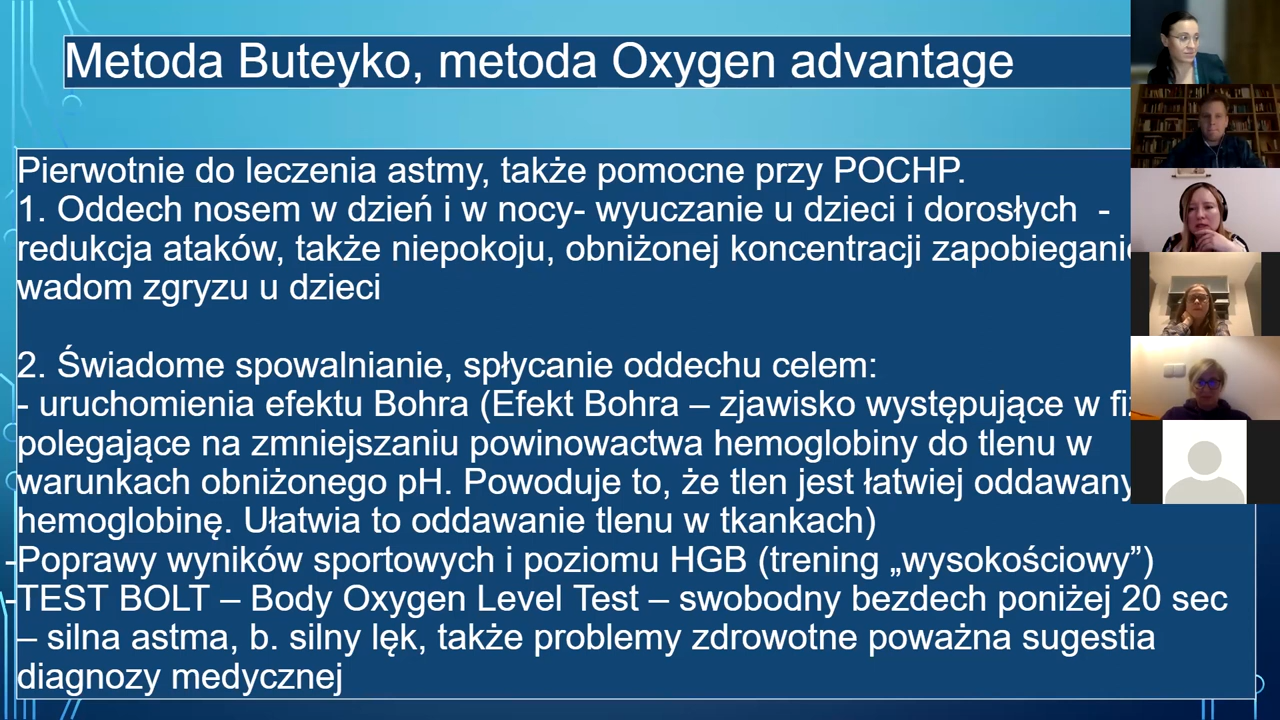 Metoda Buteyko, metoda Oxygen advantage
Pierwotnie do leczenia astmy, także pomocne przy POCHP.
1. Oddech nosem w dzień i w nocy- wyuczanie u dzieci i dorosłych -
redukcja ataków, także niepokoju, obniżonej koncentracji zapobieganie
wadom zgryzu u dzieci
2. Świadome spowalnianie, spłycanie oddechu celem:
- uruchomienia efektu Bohra (Efekt Bohra – zjawisko występujące w
polegające na zmniejszaniu powinowactwa hemoglobiny do tlenu w
warunkach obniżonego pH. Powoduje to, że tlen jest łatwiej oddawany
hemoglobinę. Ułatwia to oddawanie tlenu w tkankach)
-Poprawy wyników sportowych i poziomu HGB (trening „wysokościowy”)
-TEST BOLT – Body Oxygen Level Test – swobodny bezdech poniżej 20 sec
– silna astma, b. silny lęk, także problemy zdrowotne poważna sugestia
diagnozy medycznej